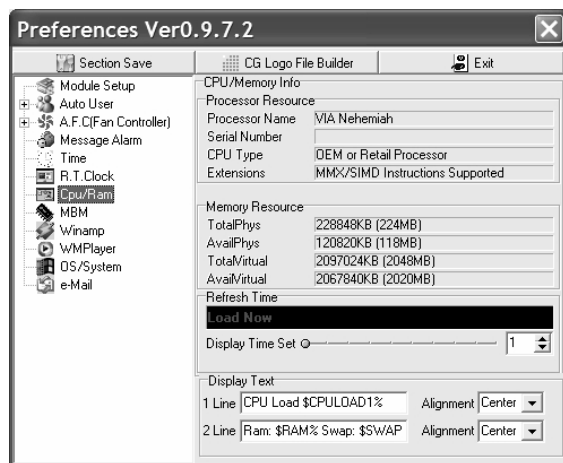 Preferences Ver0.9.7.2
Section Save
CG Logo File Builder
Exit
Module Setup
Auto User
A.F.C(Fan Controller)
Message Alarm
Time
R.T.Clock
Cpu/Ram
MBM
Winamp
WMPlayer
OS/System
e-Mail
CPU/Memory Info
Processor Resource
Processor Name VIA Nehemiah
Serial Number
CPU Type OEM or Retail Processor
Extensions MMX/SIMD Instructions Supported
Memory Resource
TotalPhys 228848KB (224MB)
AvailPhys 120820KB (118MB)
TotalVirtual 2097024KB (2048MB)
AvailVirtual 2067840KB (2020MB)
Refresh Time
Load Now
Display Time Set 1
Display Text
1 Line CPU Load $CPULOAD1% Alignment Center
2 Line Ram: $RAM% Swap: $SWAP Alignment Center